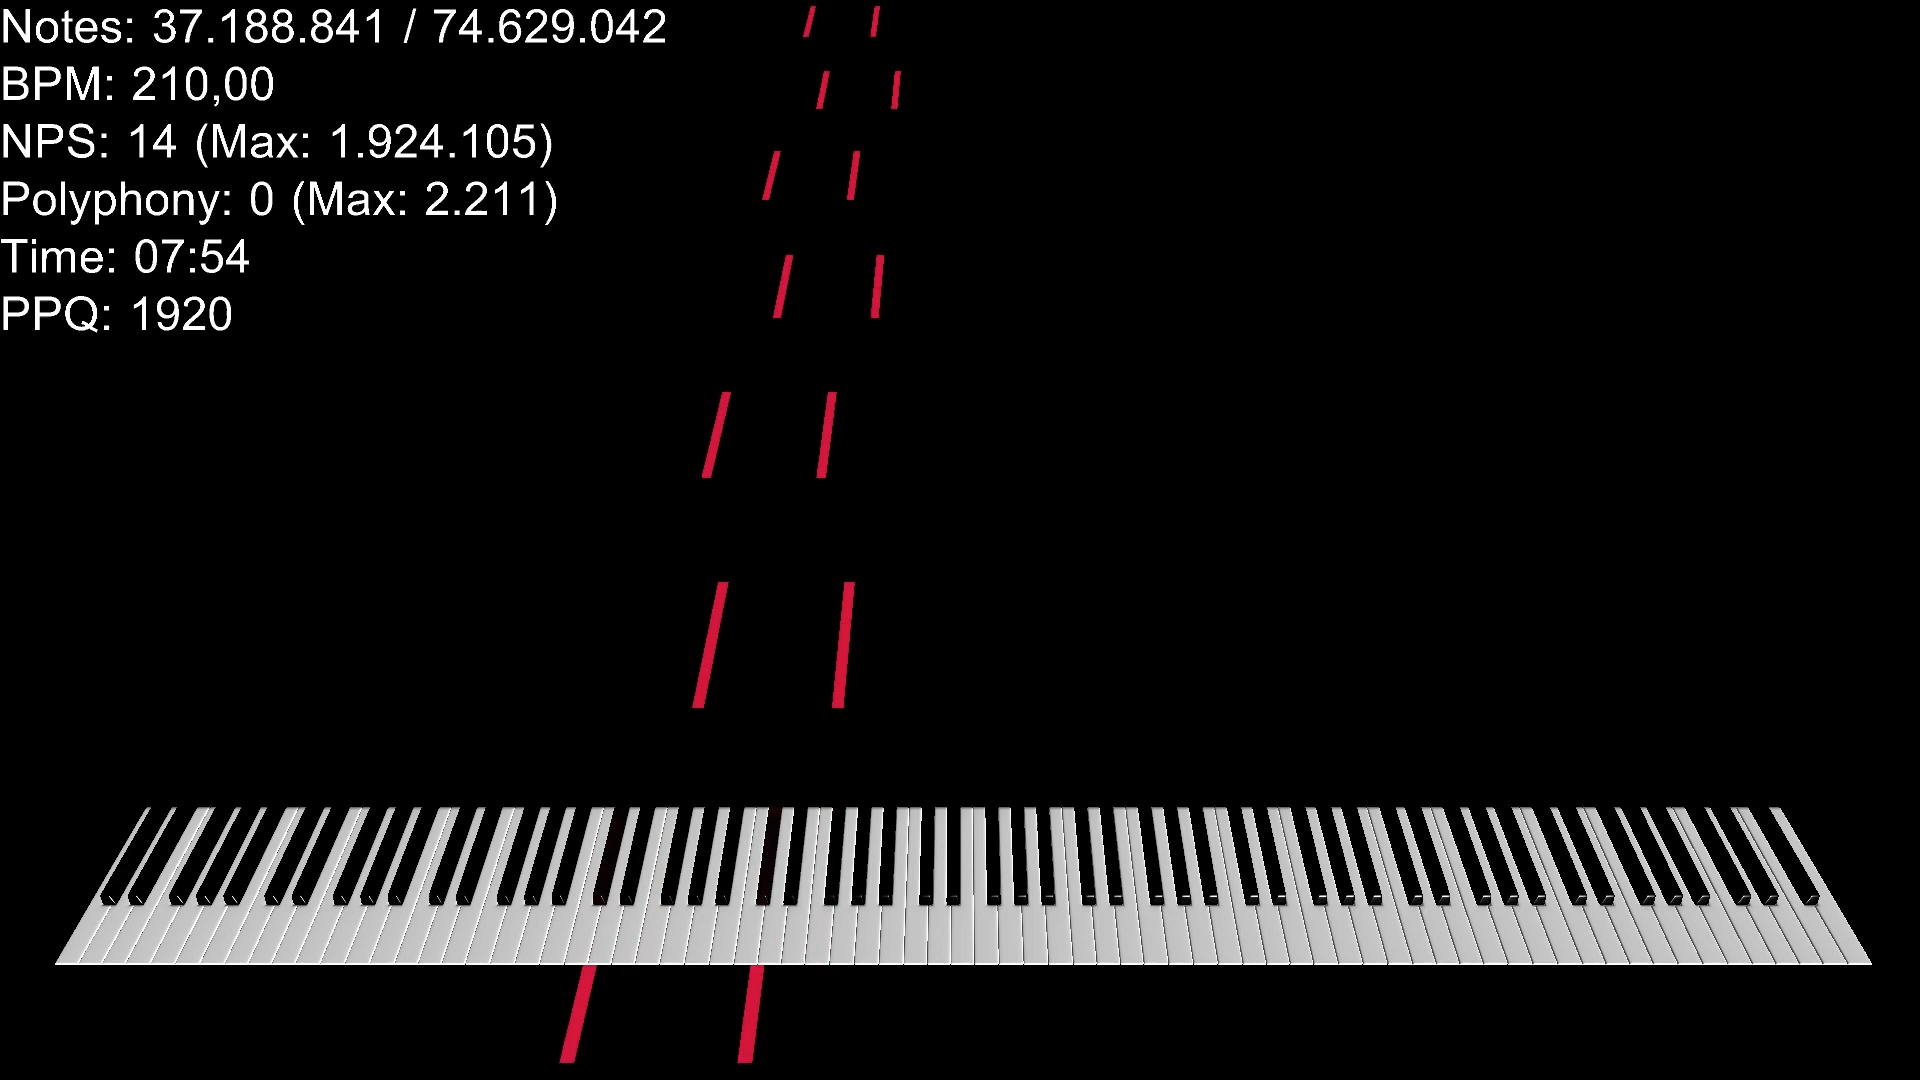 Notes: 37.188.841 / 74.629.042
BPM: 210,00
NPS: 14 (Max: 1.924.105)
Polyphony: 0 (Max: 2.211)
Time: 07:54
PPQ: 1920